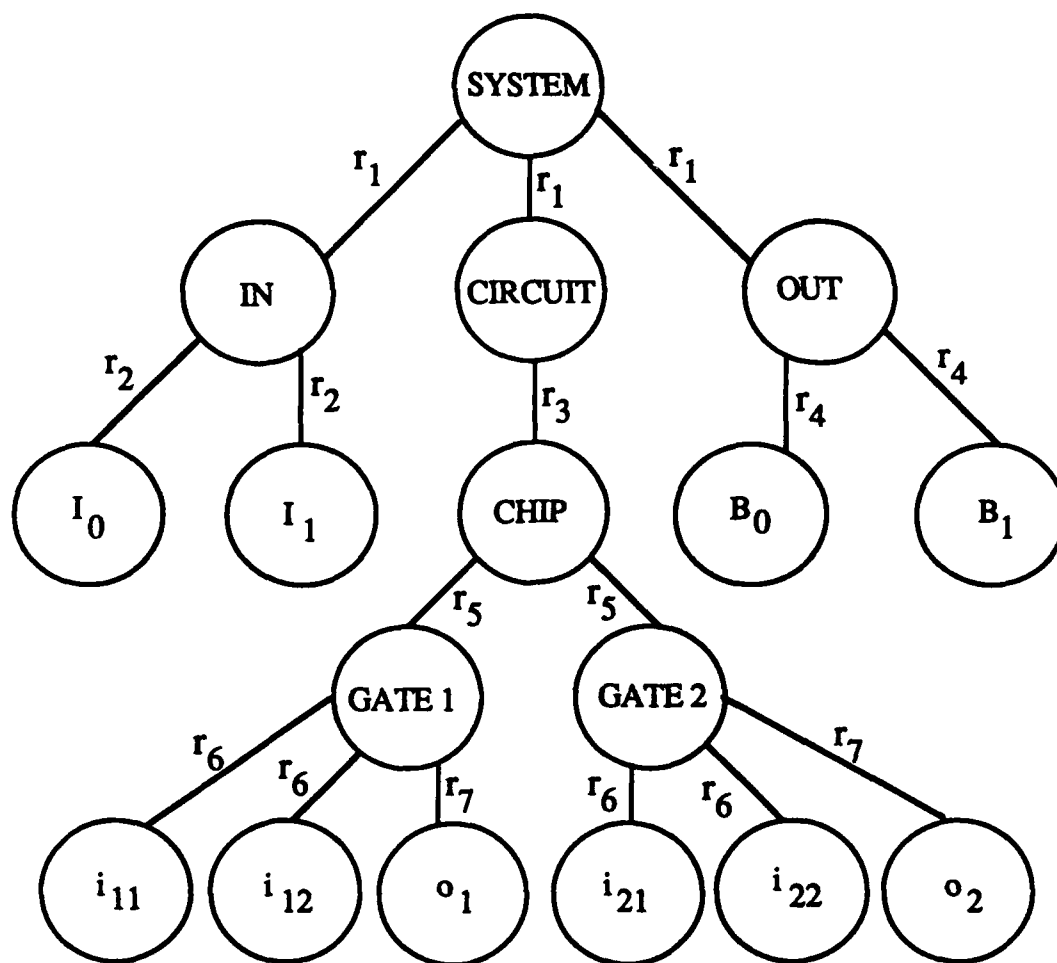 SYSTEM
r1 r1 r1
IN CIRCUIT OUT
r2 r2 r3 r4 r4
I0 I1 CHIP B0 B1
r5 r5
GATE 1 GATE 2
r6 r6 r7 r6 r6 r7
i11 i12 o1 i21 i22 o2